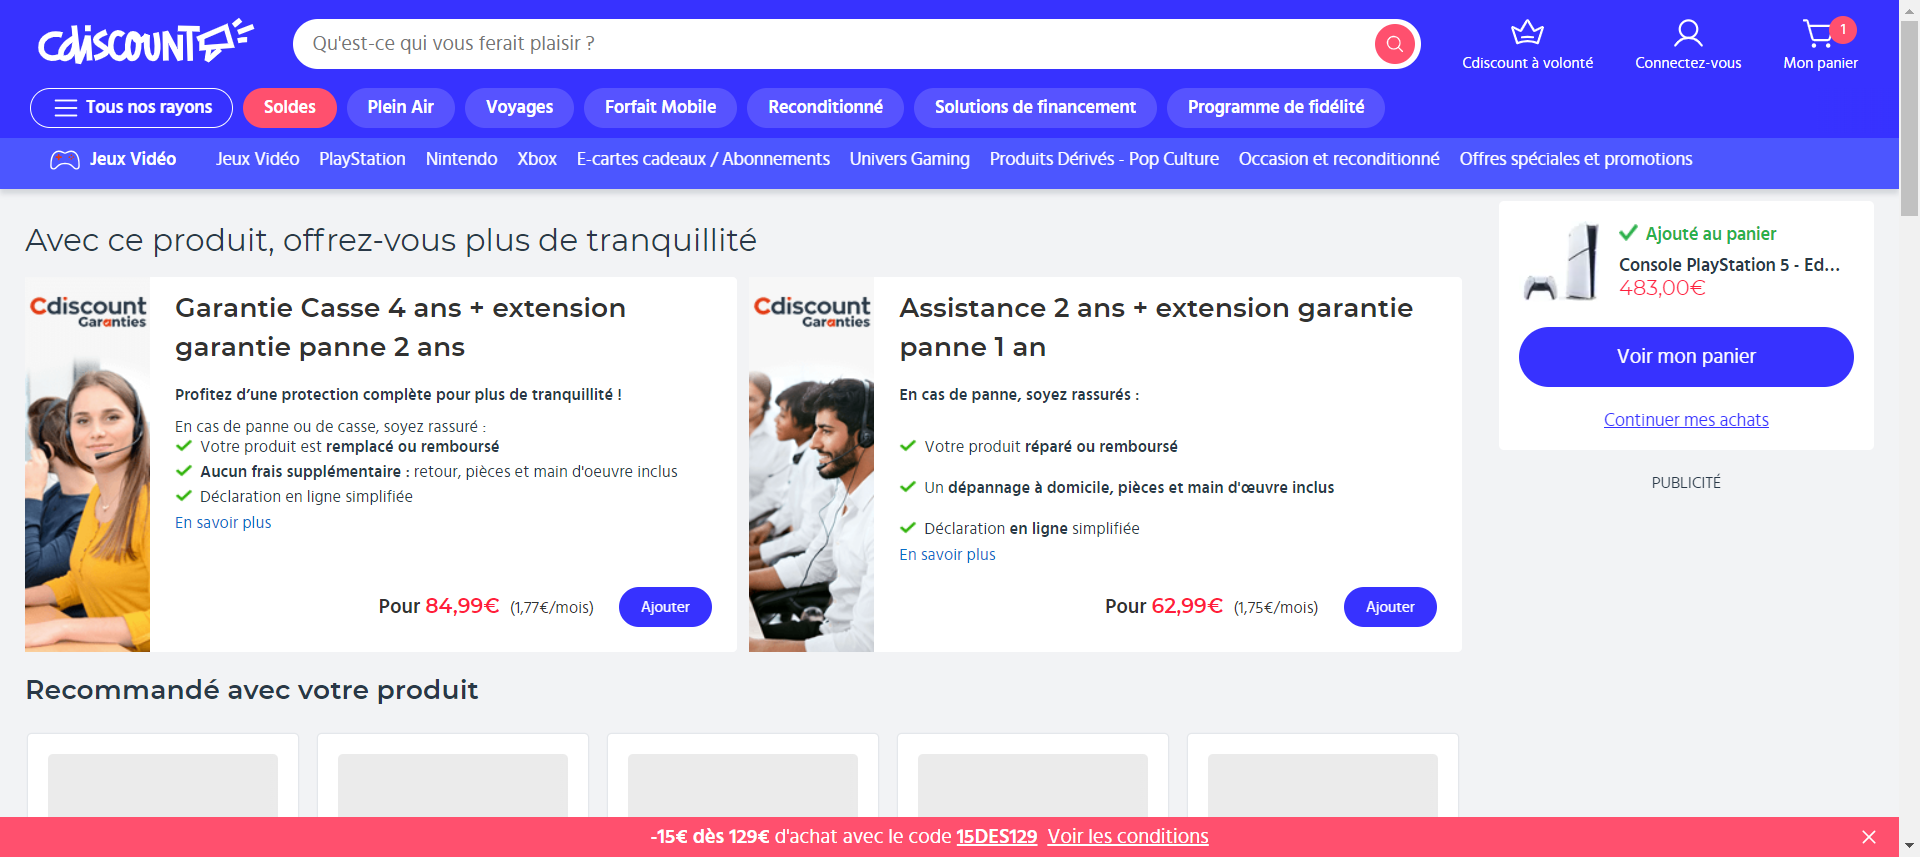 Cdiscount
Qu'est-ce qui vous ferait plaisir ?
Cdiscount à volonté
Connectez-vous
1
Mon panier
Tous nos rayons
Soldes
Plein Air
Voyages
Forfait Mobile
Reconditionné
Solutions de financement
Programme de fidélité
Jeux Vidéo
Jeux Vidéo
PlayStation
Nintendo
Xbox
E-cartes cadeaux / Abonnements
Univers Gaming
Produits Dérivés - Pop Culture
Occasion et reconditionné
Offres spéciales et promotions
Avec ce produit, offrez-vous plus de tranquillité
Cdiscount
Garanties
Garantie Casse 4 ans + extension
garantie panne 2 ans
Profitez d’une protection complète pour plus de tranquillité !
En cas de panne ou de casse, soyez rassuré :
Votre produit est remplacé ou remboursé
Aucun frais supplémentaire : retour, pièces et main d'oeuvre inclus
Déclaration en ligne simplifiée
En savoir plus
Pour 84,99€ (1,77€/mois)
Ajouter
Cdiscount
Garanties
Assistance 2 ans + extension garantie
panne 1 an
En cas de panne, soyez rassurés :
Votre produit réparé ou remboursé
Un dépannage à domicile, pièces et main d'œuvre inclus
Déclaration en ligne simplifiée
En savoir plus
Pour 62,99€ (1,75€/mois)
Ajouter
Ajouté au panier
Console PlayStation 5 - Ed...
483,00€
Voir mon panier
Continuer mes achats
PUBLICITÉ
Recommandé avec votre produit
-15€ dès 129€ d'achat avec le code 15DES129 Voir les conditions